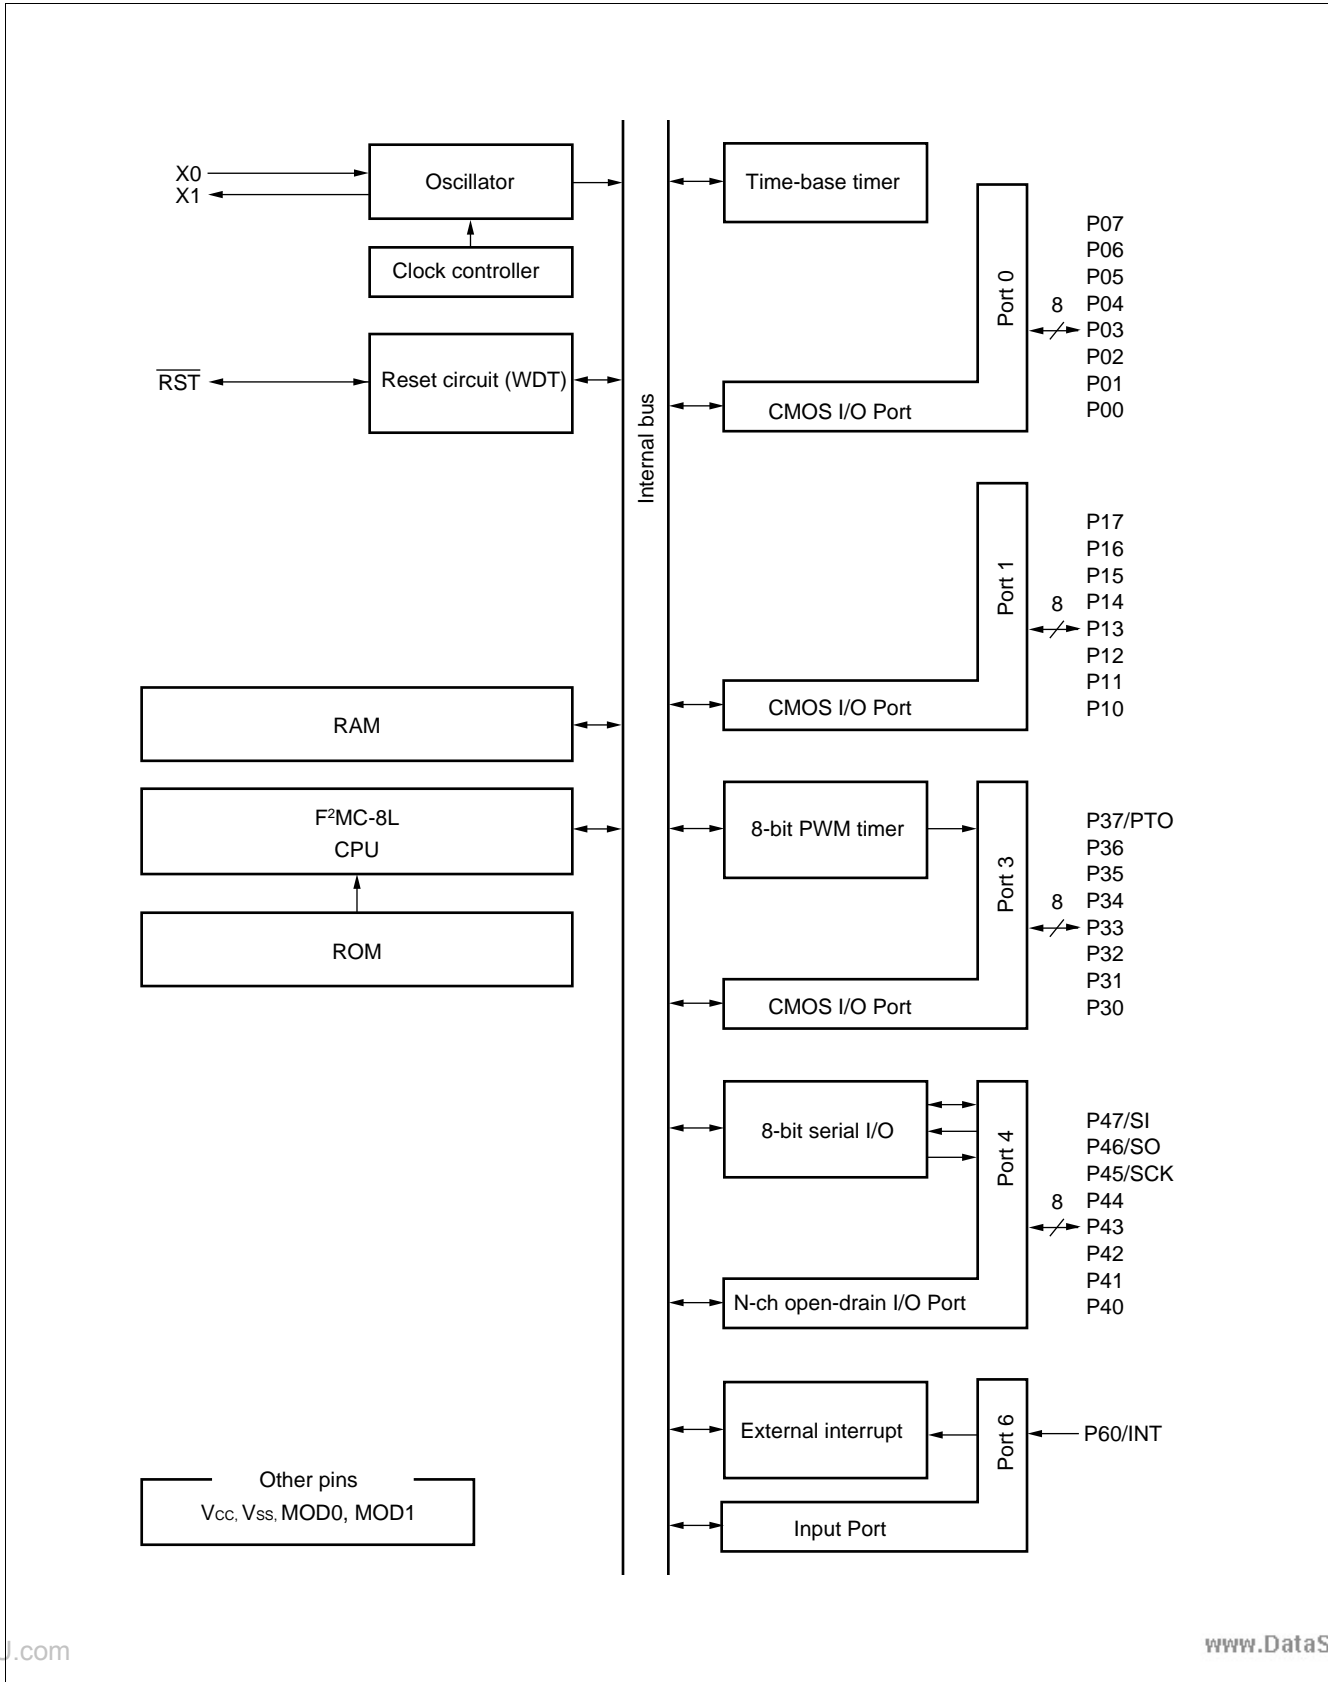 X0
X1
Oscillator
Clock controller
RST
Reset circuit (WDT)
RAM
F²MC-8L
CPU
ROM
Other pins
VCC, VSS, MOD0, MOD1
Internal bus
Time-base timer
Port 0
CMOS I/O Port
8
P07
P06
P05
P04
P03
P02
P01
P00
Port 1
CMOS I/O Port
8
P17
P16
P15
P14
P13
P12
P11
P10
8-bit PWM timer
Port 3
CMOS I/O Port
8
P37/PTO
P36
P35
P34
P33
P32
P31
P30
8-bit serial I/O
Port 4
N-ch open-drain I/O Port
8
P47/SI
P46/SO
P45/SCK
P44
P43
P42
P41
P40
External interrupt
Port 6
Input Port
P60/INT
.com
www.DataS